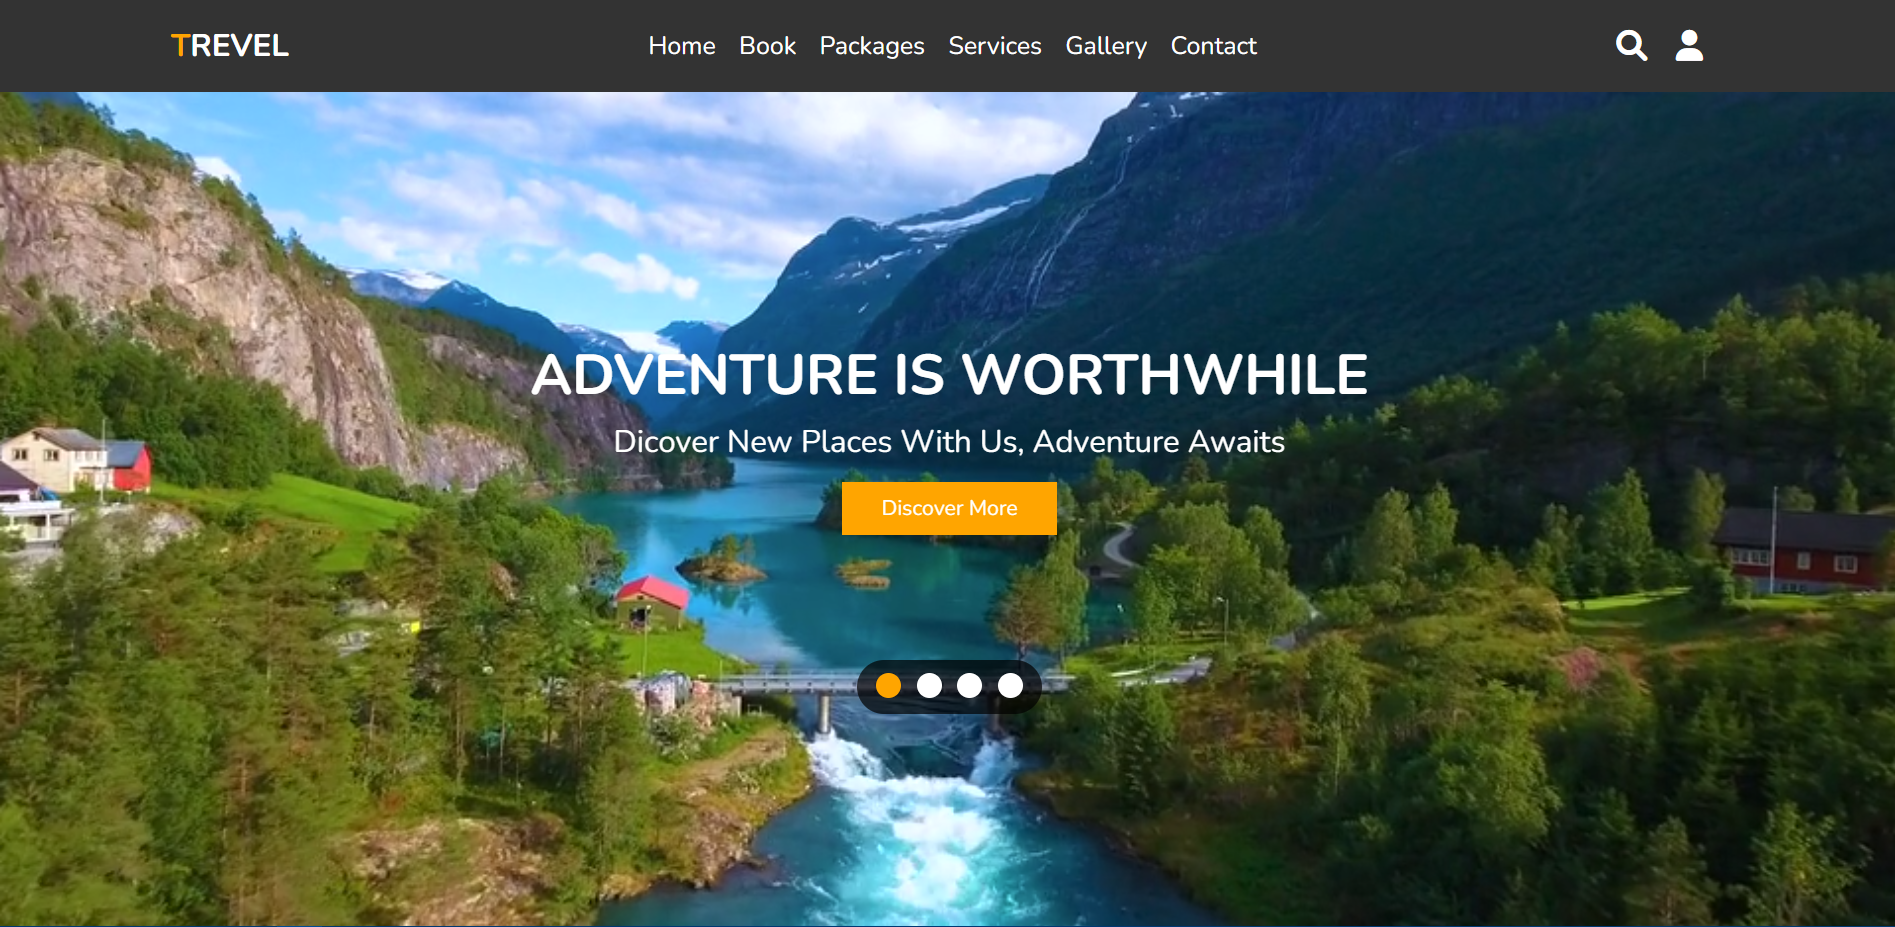 TREVEL
Home Book Packages Services Gallery Contact
ADVENTURE IS WORTHWHILE
Dicover New Places With Us, Adventure Awaits
Discover More